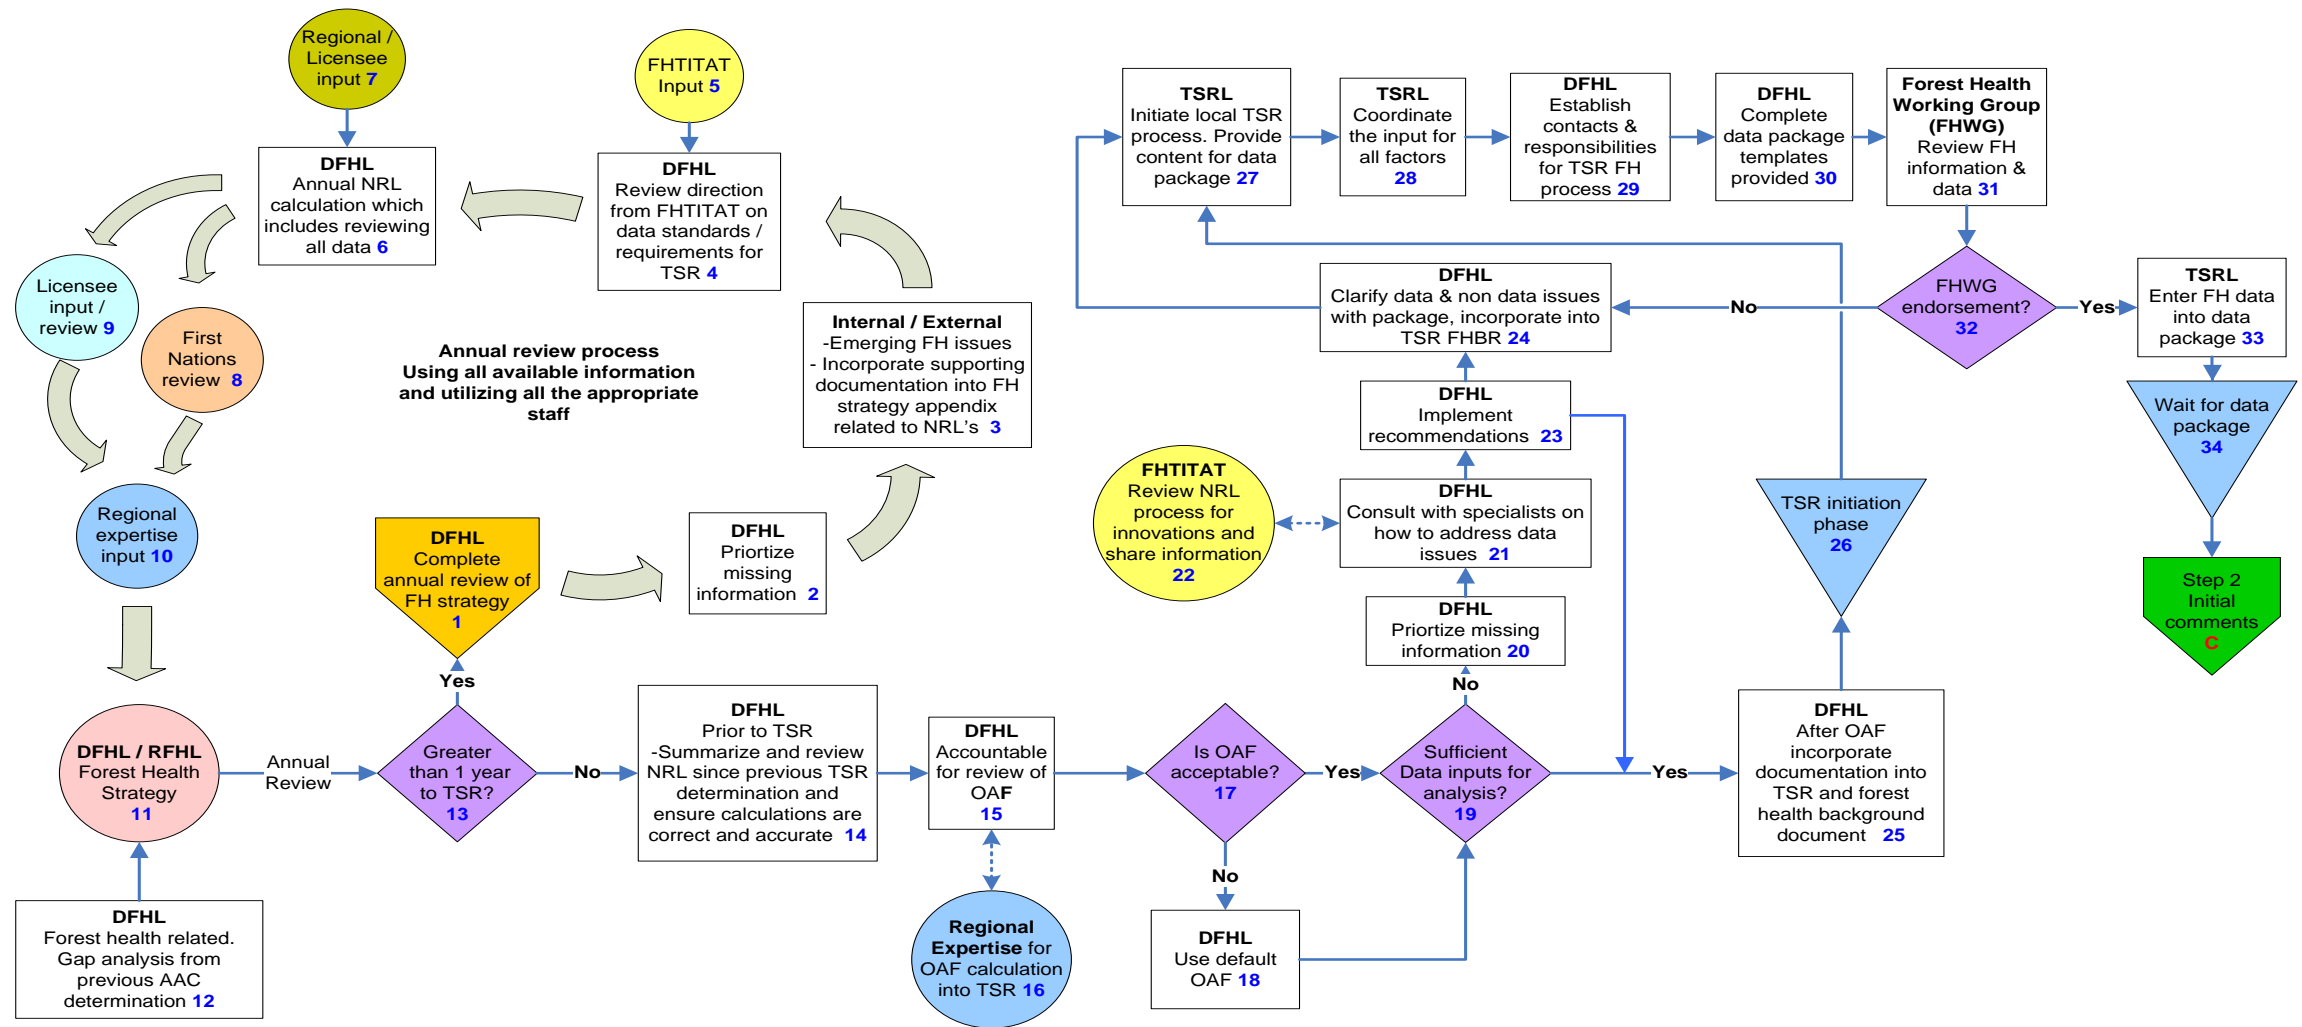 Regional /
Licensee
input 7
FHTITAT
Input 5
DFHL
Annual NRL
calculation which
includes reviewing
all data 6
DFHL
Review direction
from FHTITAT on
data standards /
requirements for
TSR 4
Licensee
input /
review 9
First
Nations
review 8
Annual review process
Using all available information
and utilizing all the appropriate
staff
Internal / External
-Emerging FH issues
- Incorporate supporting
documentation into FH
strategy appendix
related to NRL's 3
Regional
expertise
input 10
DFHL
Complete
annual review of
FH strategy
1
DFHL
Priortize
missing
information 2
DFHL / RFHL
Forest Health
Strategy
11
Annual
Review
Yes
Greater
than 1 year
to TSR?
13
No
DFHL
Prior to TSR
-Summarize and review
NRL since previous TSR
determination and
ensure calculations are
correct and accurate 14
DFHL
Accountable
for review of
OAF
15
DFHL
Forest health related.
Gap analysis from
previous AAC
determination 12
Regional
Expertise for
OAF calculation
into TSR 16
Is OAF
acceptable?
17
Yes
No
DFHL
Use default
OAF 18
Sufficient
Data inputs for
analysis?
19
No
Yes
DFHL
Priortize missing
information 20
DFHL
Consult with specialists on
how to address data
issues 21
FHTITAT
Review NRL
process for
innovations and
share information
22
DFHL
Implement
recommendations 23
DFHL
Clarify data & non data issues
with package, incorporate into
TSR FHBR 24
DFHL
After OAF
incorporate
documentation into
TSR and forest
health background
document 25
TSR initiation
phase
26
TSRL
Initiate local TSR
process. Provide
content for data
package 27
TSRL
Coordinate
the input for
all factors
28
DFHL
Establish
contacts &
responsibilities
for TSR FH
process 29
DFHL
Complete
data package
templates
provided 30
Forest Health
Working Group
(FHWG)
Review FH
information &
data 31
FHWG
endorsement?
32
No
Yes
TSRL
Enter FH data
into data
package 33
Wait for data
package
34
Step 2
Initial
comments
C